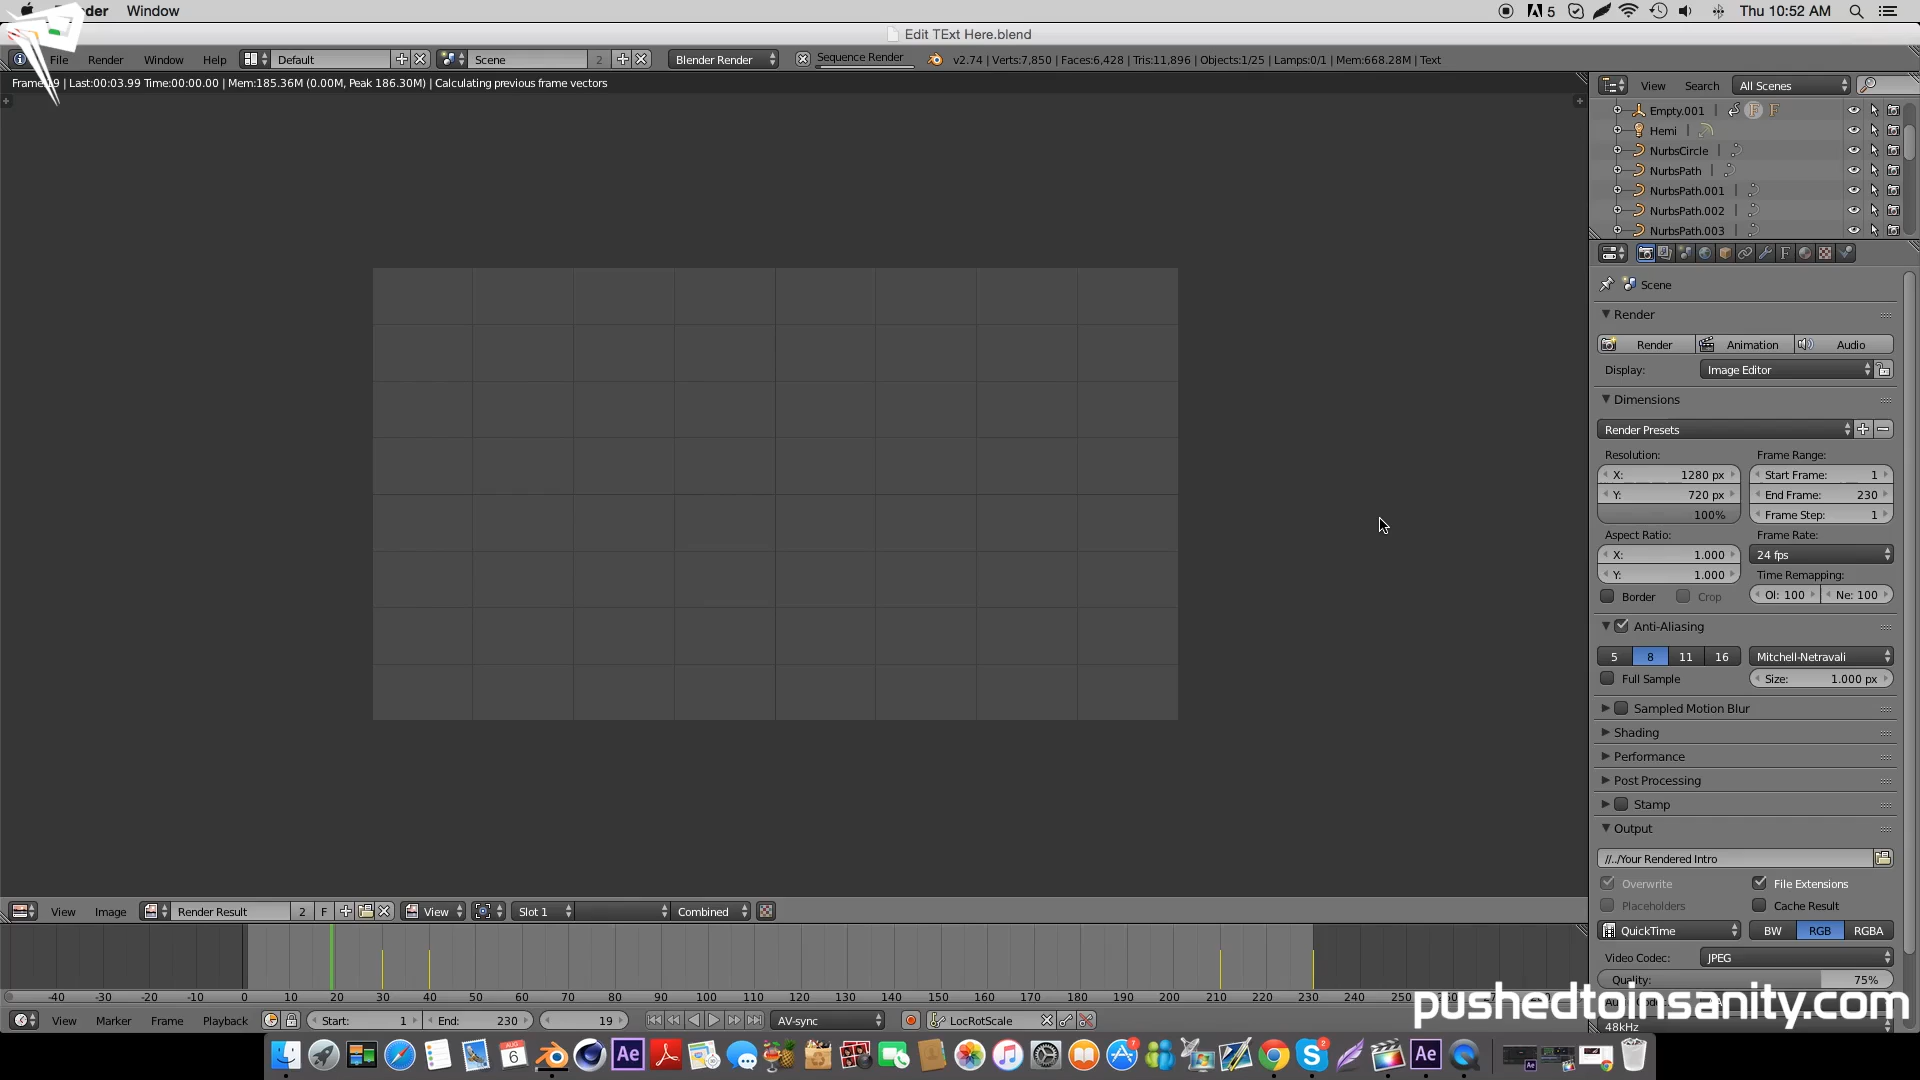 der Window
5 Thu 10:52 AM
Edit TExt Here.blend
File Render Window Help Default Scene 2 Blender Render Sequence Render v2.74 | Verts:7,850 | Faces:6,428 | Tris:11,896 | Objects:1/25 | Lamps:0/1 | Mem:668.28M | Text
9 | Last:00:03.99 Time:00:00.00 | Mem:185.36M (0.00M, Peak 186.30M) | Calculating previous frame vectors
View Search All Scenes
Empty.001
Hemi
NurbsCircle
NurbsPath
NurbsPath.001
NurbsPath.002
NurbsPath.003
Scene
Render
Render Animation Audio
Display: Image Editor
Dimensions
Render Presets
Resolution: Frame Range:
X: 1280 px Start Frame: 1
Y: 720 px End Frame: 230
100% Frame Step: 1
Aspect Ratio: Frame Rate:
X: 1.000 24 fps
Y: 1.000 Time Remapping:
Border Crop Ol: 100 Ne: 100
Anti-Aliasing
5 8 11 16 Mitchell-Netravali
Full Sample Size: 1.000 px
Sampled Motion Blur
Shading
Performance
Post Processing
Stamp
Output
//../Your Rendered Intro
Overwrite File Extensions
Placeholders Cache Result
QuickTime BW RGB RGBA
Video Codec: JPEG
Quality: 75%
48kHz
View Image Render Result 2 F View Slot 1 Combined
-40 -30 -20 -10 0 10 20 30 40 50 60 70 80 90 100 110 120 130 140 150 160 170 180 190 200 210 220 230 240
View Marker Frame Playback Start: 1 End: 230 19 AV-sync LocRotScale
pushedtoinsanity.com
AUG 6 Ae 7 S 2 Ae